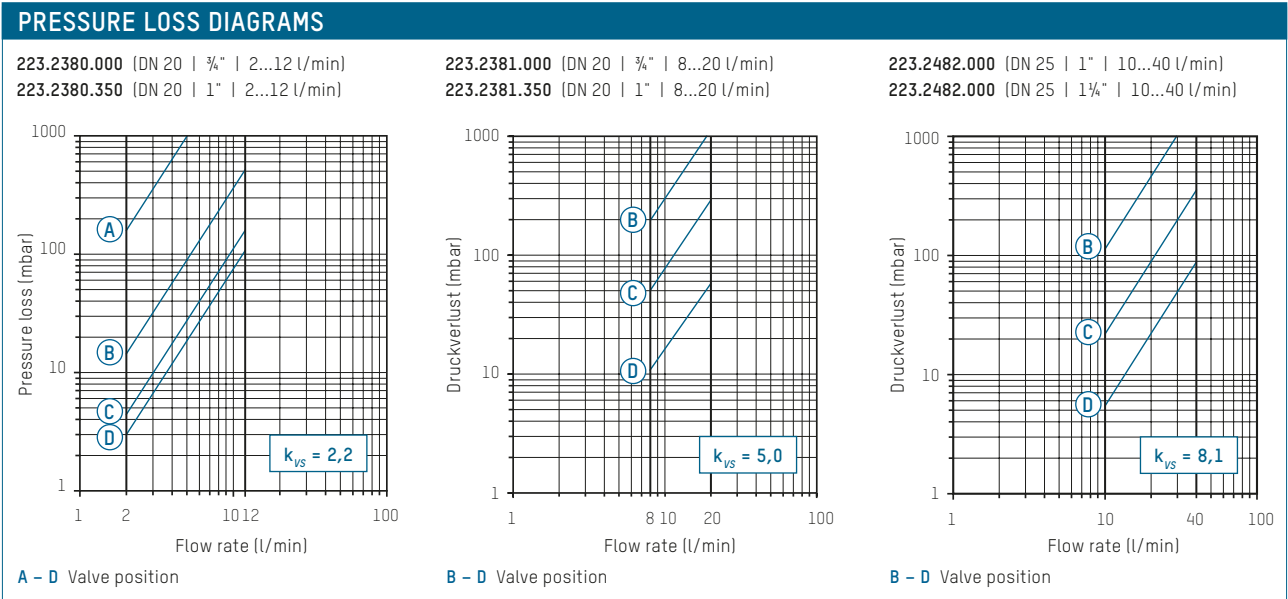 PRESSURE LOSS DIAGRAMS
223.2380.000 (DN 20 | ¾" | 2...12 l/min)
223.2380.350 (DN 20 | 1" | 2...12 l/min)
1000
100
10
1
Pressure loss (mbar)
A
B
C
D
k_vs = 2,2
1 2 10 12 100
Flow rate (l/min)
A – D Valve position
223.2381.000 (DN 20 | ¾" | 8...20 l/min)
223.2381.350 (DN 20 | 1" | 8...20 l/min)
1000
100
10
1
Druckverlust (mbar)
B
C
D
k_vs = 5,0
1 8 10 20 100
Flow rate (l/min)
B – D Valve position
223.2482.000 (DN 25 | 1" | 10...40 l/min)
223.2482.000 (DN 25 | 1¼" | 10...40 l/min)
1000
100
10
1
Druckverlust (mbar)
B
C
D
k_vs = 8,1
1 10 40 100
Flow rate (l/min)
B – D Valve position